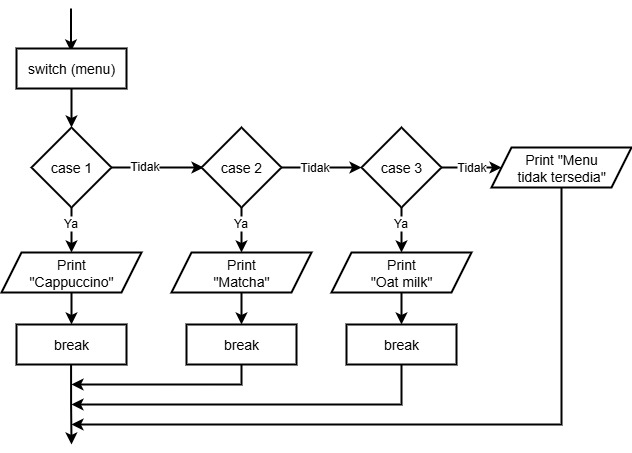 switch (menu)
case 1
Tidak
case 2
Tidak
case 3
Tidak
Print "Menu
tidak tersedia"
Ya
Ya
Ya
Print
"Cappuccino"
Print
"Matcha"
Print
"Oat milk"
break
break
break